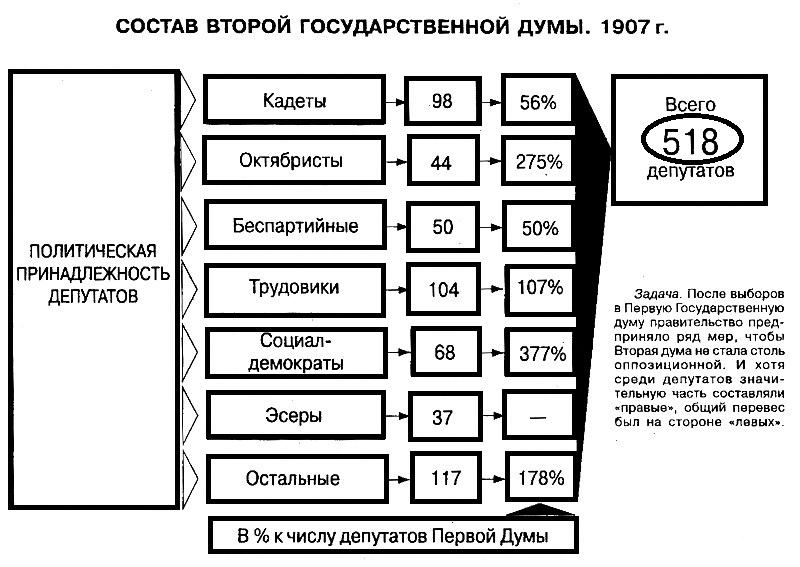 СОСТАВ ВТОРОЙ ГОСУДАРСТВЕННОЙ ДУМЫ. 1907 г.
ПОЛИТИЧЕСКАЯ
ПРИНАДЛЕЖНОСТЬ
ДЕПУТАТОВ
Кадеты 98 56%
Октябристы 44 275%
Беспартийные 50 50%
Трудовики 104 107%
Социал-
демократы 68 377%
Эсеры 37 —
Остальные 117 178%
В % к числу депутатов Первой Думы
Всего
518
депутатов
Задача. После выборов
в Первую Государственную
думу правительство пред-
приняло ряд мер, чтобы
Вторая дума не стала столь
оппозиционной. И хотя
среди депутатов значи-
тельную часть составляли
«правые», общий перевес
был на стороне «левых».